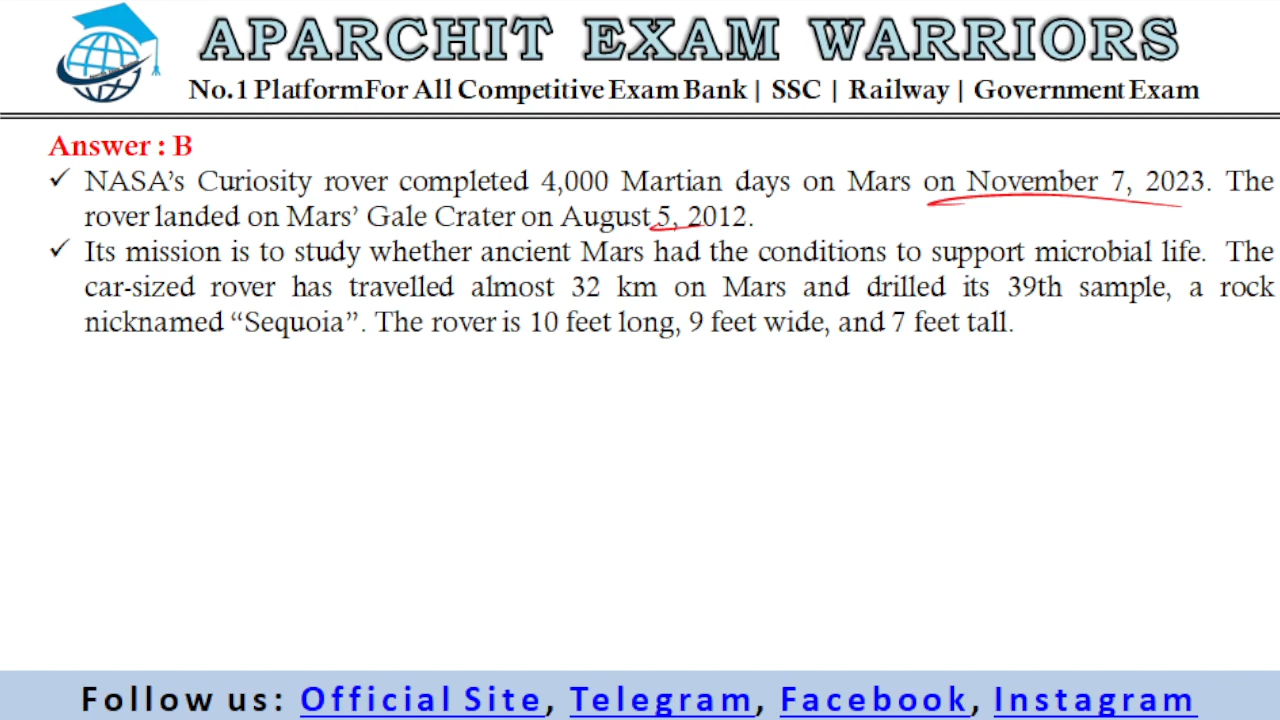 APARCHIT EXAM WARRIORS
No.1 PlatformFor All Competitive Exam Bank | SSC | Railway | Government Exam
Answer : B
✓ NASA's Curiosity rover completed 4,000 Martian days on Mars on November 7, 2023. The
rover landed on Mars' Gale Crater on August 5, 2012.
✓ Its mission is to study whether ancient Mars had the conditions to support microbial life. The
car-sized rover has travelled almost 32 km on Mars and drilled its 39th sample, a rock
nicknamed “Sequoia”. The rover is 10 feet long, 9 feet wide, and 7 feet tall.
Follow us: Official Site, Telegram, Facebook, Instagram